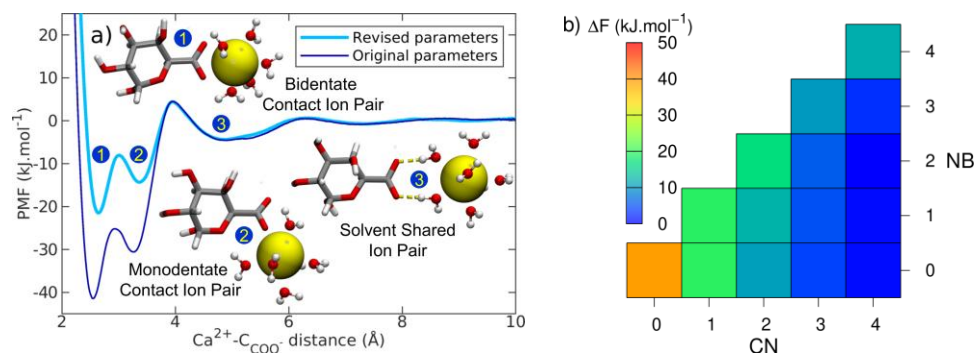 a)
20
10
0
-10
-20
-30
-40
PMF (kJ.mol⁻¹)
2
4
6
8
10
Ca²⁺-C_COO⁻ distance (Å)
Revised parameters
Original parameters
1
Bidentate
Contact Ion Pair
1
2
3
2
Monodentate
Contact Ion Pair
3
Solvent Shared
Ion Pair
b) ΔF (kJ.mol⁻¹)
50
40
30
20
10
0
4
3
2
1
0
NB
0
1
2
3
4
CN